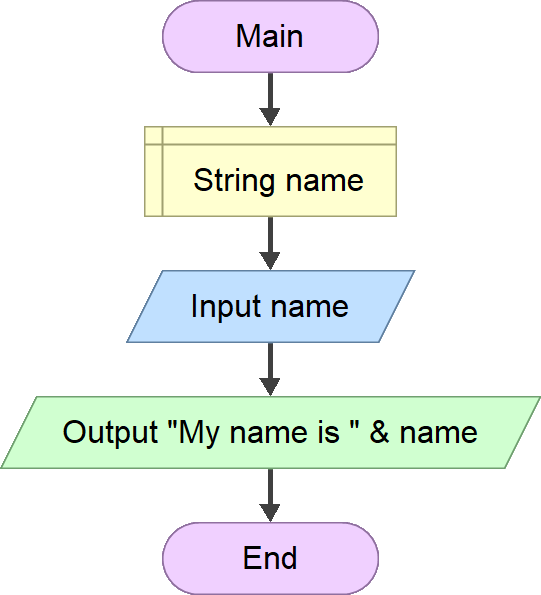 Main
String name
Input name
Output "My name is " & name
End